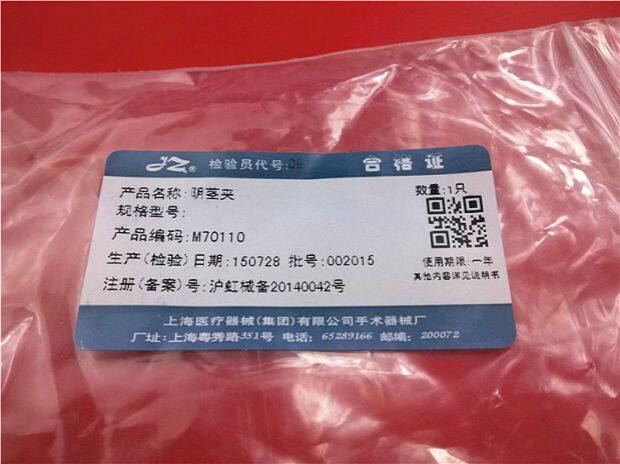 JZ® 检验员代号:09 合格证
产品名称:阴茎夹 数量:1只
规格型号:
产品编码:M70110
生产(检验)日期:150728 批号:002015 使用期限:一年
注册(备案)号:沪虹械备20140042号 其他内容详见说明书
上海医疗器械(集团)有限公司手术器械厂
厂址:上海粤秀路351号 电话:65289166 邮编:200072